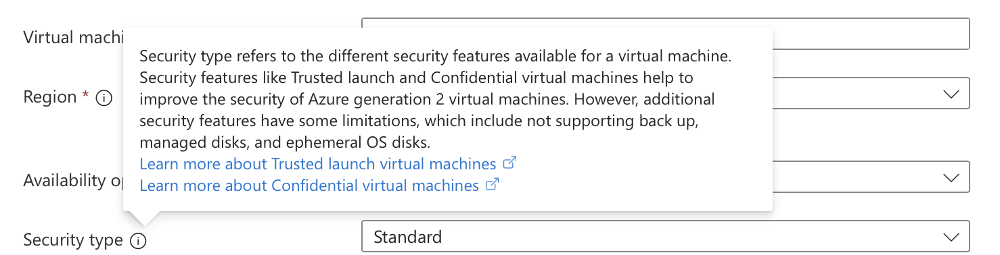 Virtual machi
Security type refers to the different security features available for a virtual machine.
Security features like Trusted launch and Confidential virtual machines help to
improve the security of Azure generation 2 virtual machines. However, additional
security features have some limitations, which include not supporting back up,
managed disks, and ephemeral OS disks.
Learn more about Trusted launch virtual machines
Learn more about Confidential virtual machines
Region *
Availability op
Security type
Standard